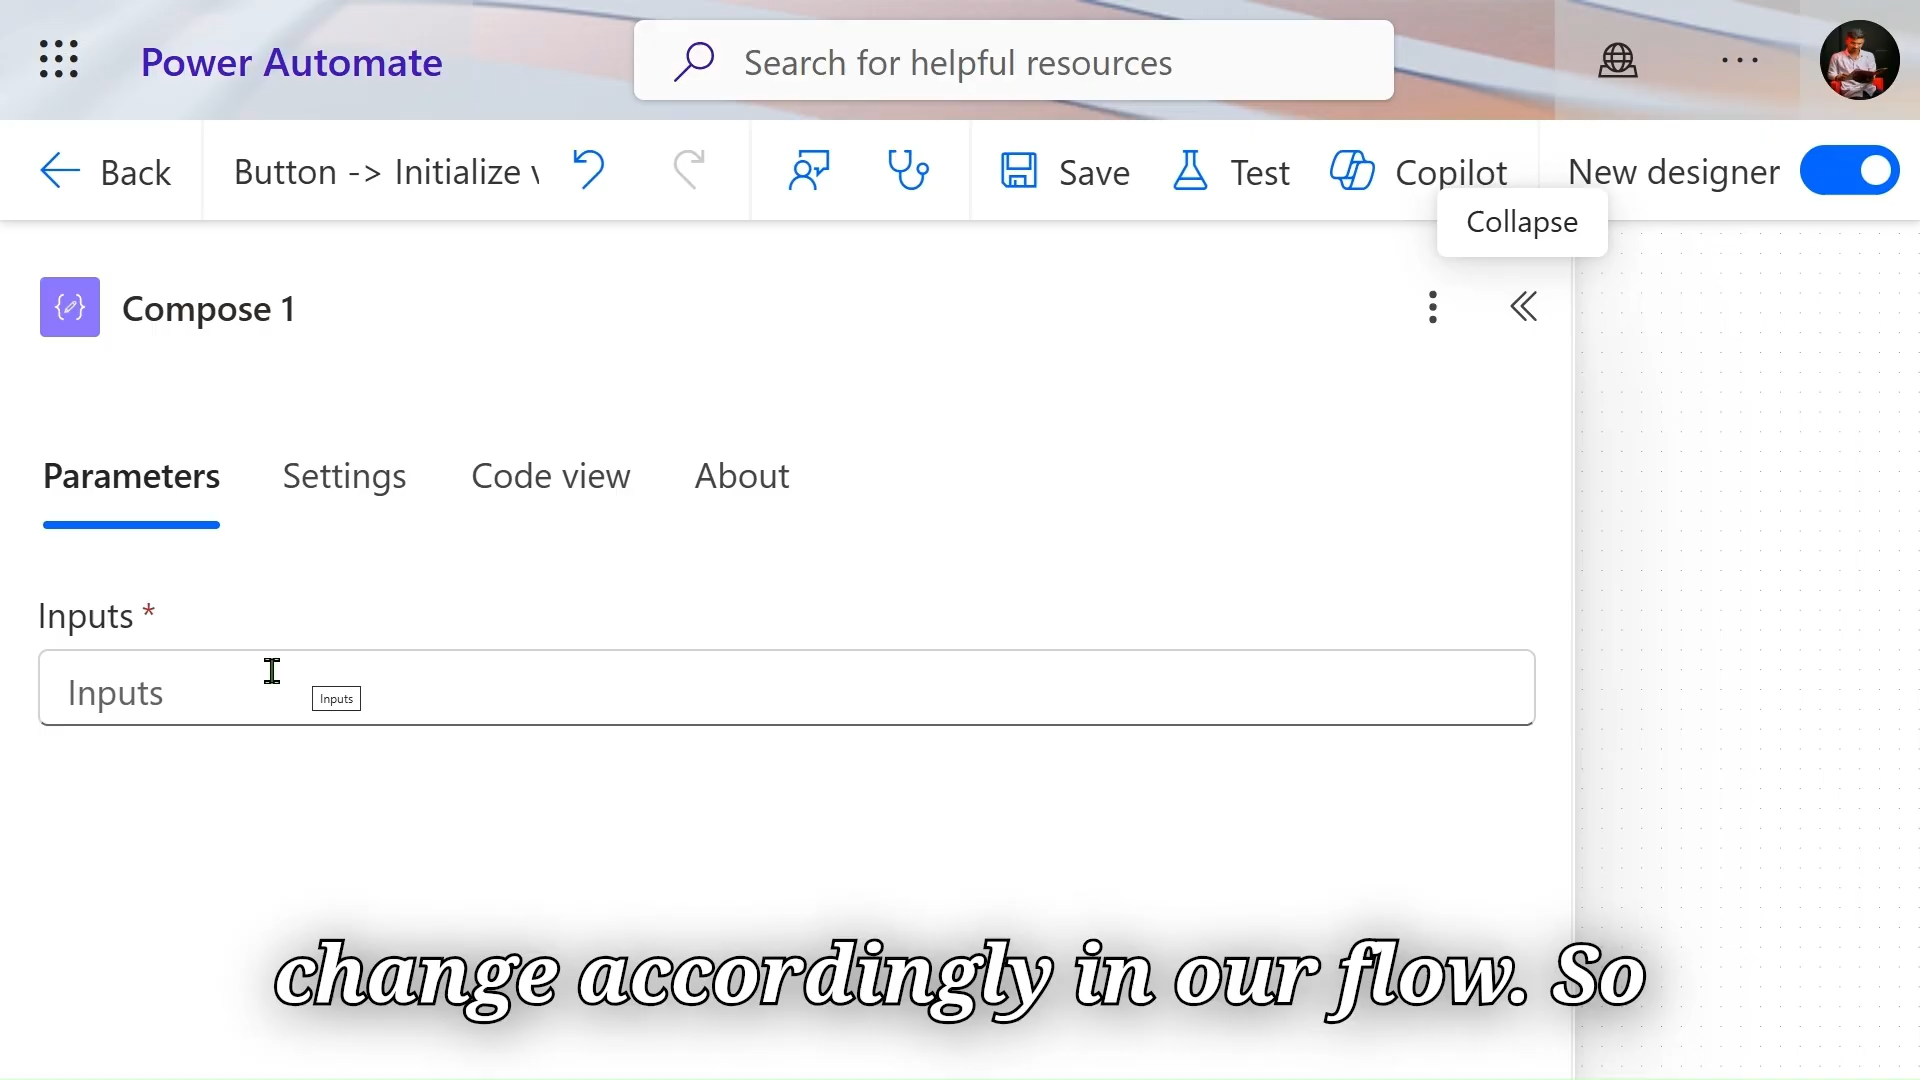 Power Automate
Search for helpful resources
Back
Button -> Initialize v
Save
Test
Copilot
New designer
Collapse
Compose 1
Parameters
Settings
Code view
About
Inputs *
Inputs
Inputs
change accordingly in our flow. So